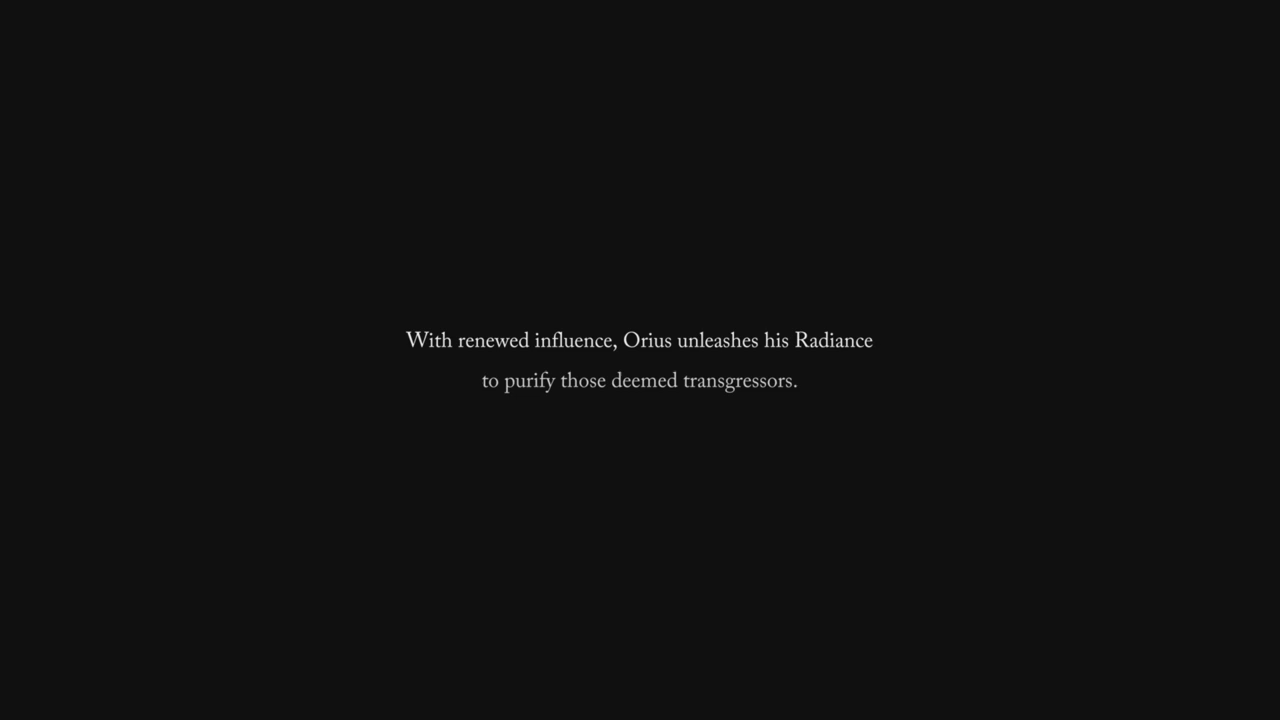 With renewed influence, Orius unleashes his Radiance
to purify those deemed transgressors.